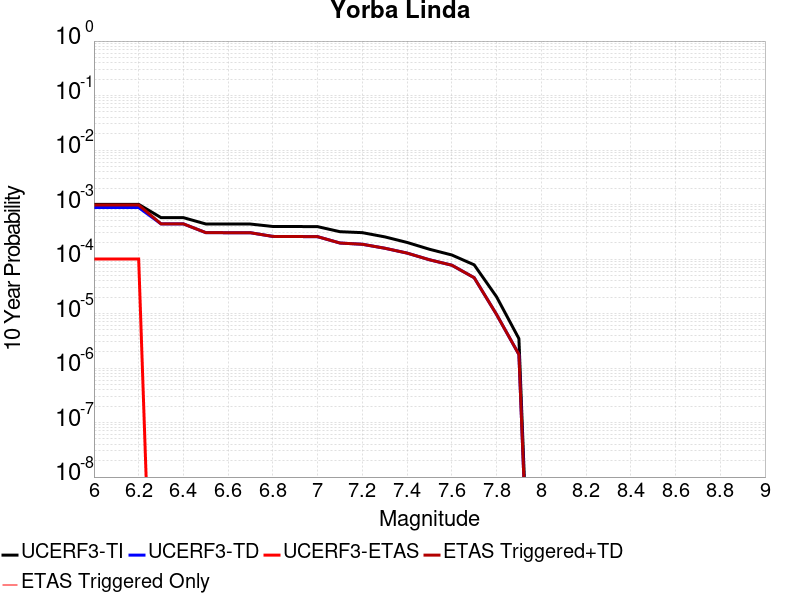 Yorba Linda
10 Year Probability
10^0
10^-1
10^-2
10^-3
10^-4
10^-5
10^-6
10^-7
10^-8
6 6.2 6.4 6.6 6.8 7 7.2 7.4 7.6 7.8 8 8.2 8.4 8.6 8.8 9
Magnitude
UCERF3-TI UCERF3-TD UCERF3-ETAS ETAS Triggered+TD
ETAS Triggered Only